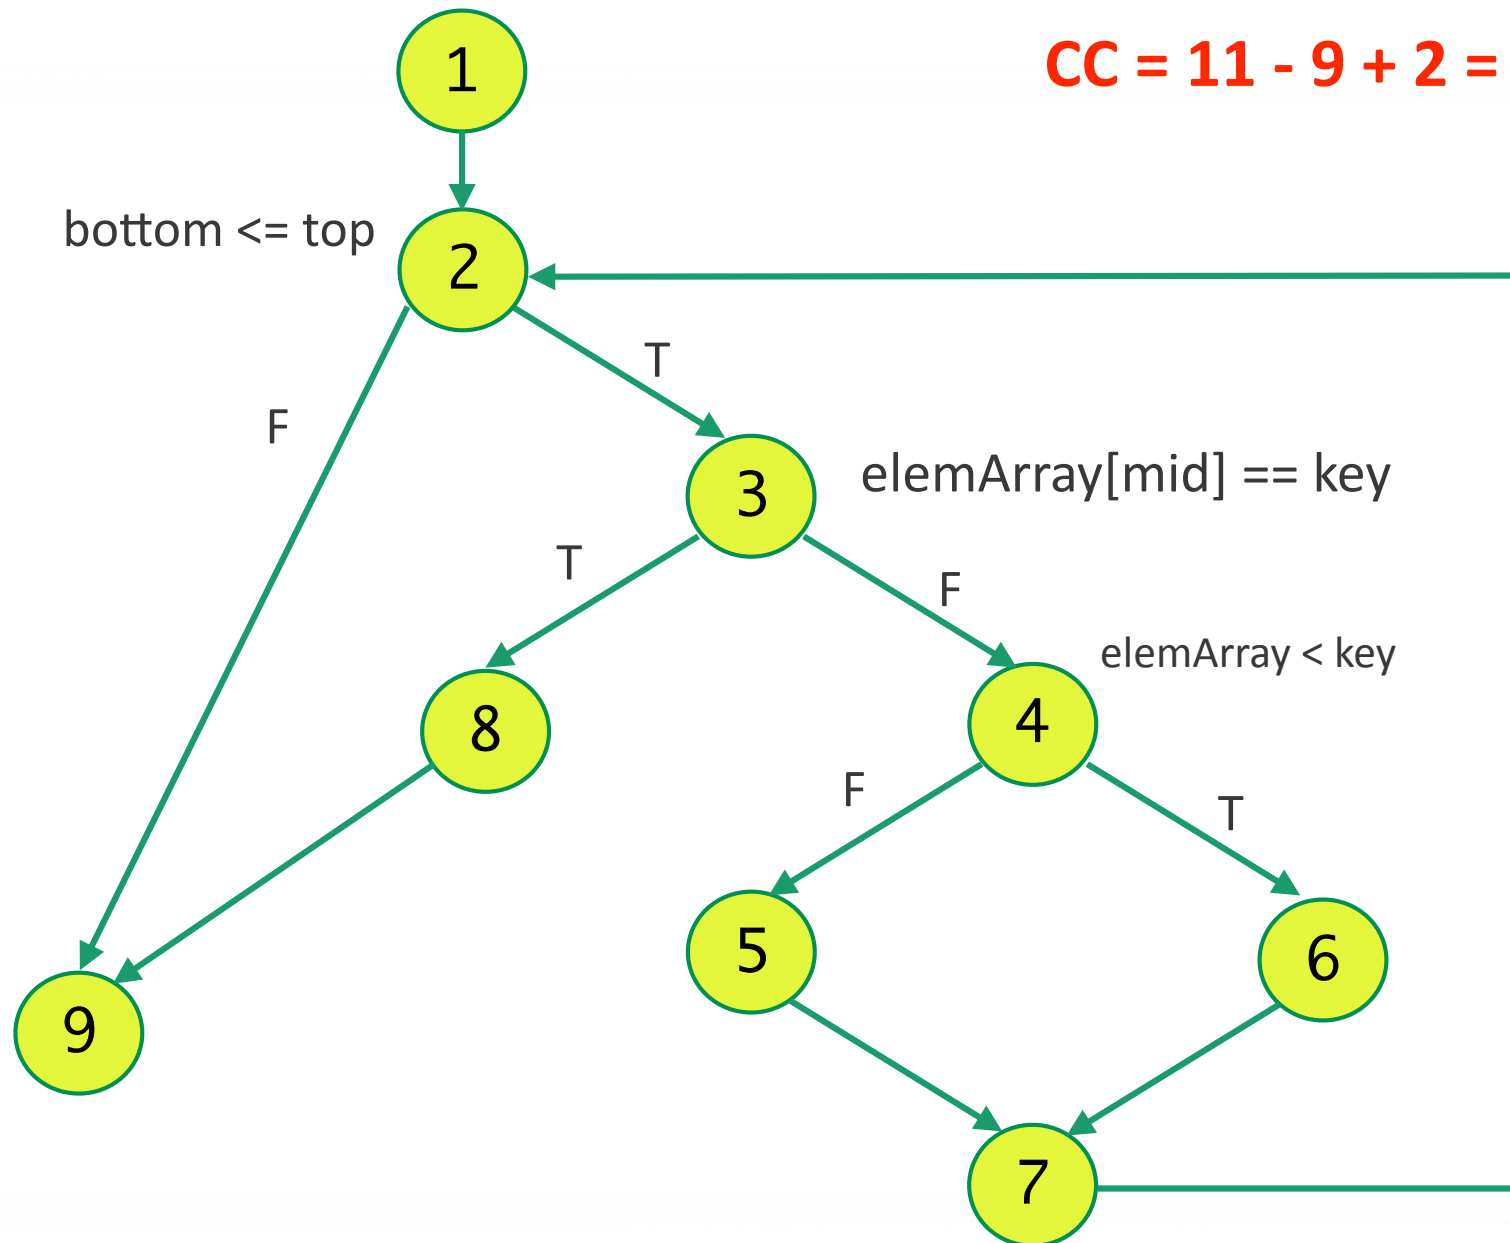 1
CC = 11 - 9 + 2 =
bottom <= top
2
T
F
3
elemArray[mid] == key
T
F
elemArray < key
8
4
F
T
5
6
9
7